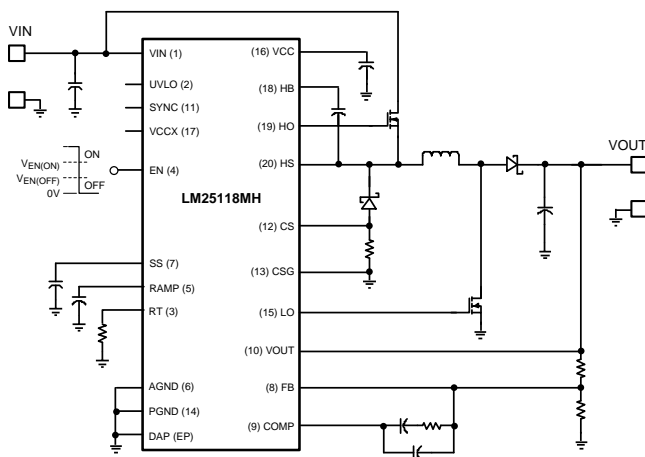 VIN
VIN (1)
UVLO (2)
SYNC (11)
VCCX (17)
EN (4)
ON
VEN(ON)
VEN(OFF)
OFF
0V
LM25118MH
SS (7)
RAMP (5)
RT (3)
AGND (6)
PGND (14)
DAP (EP)
(16) VCC
(18) HB
(19) HO
(20) HS
(12) CS
(13) CSG
(15) LO
(10) VOUT
(8) FB
(9) COMP
VOUT